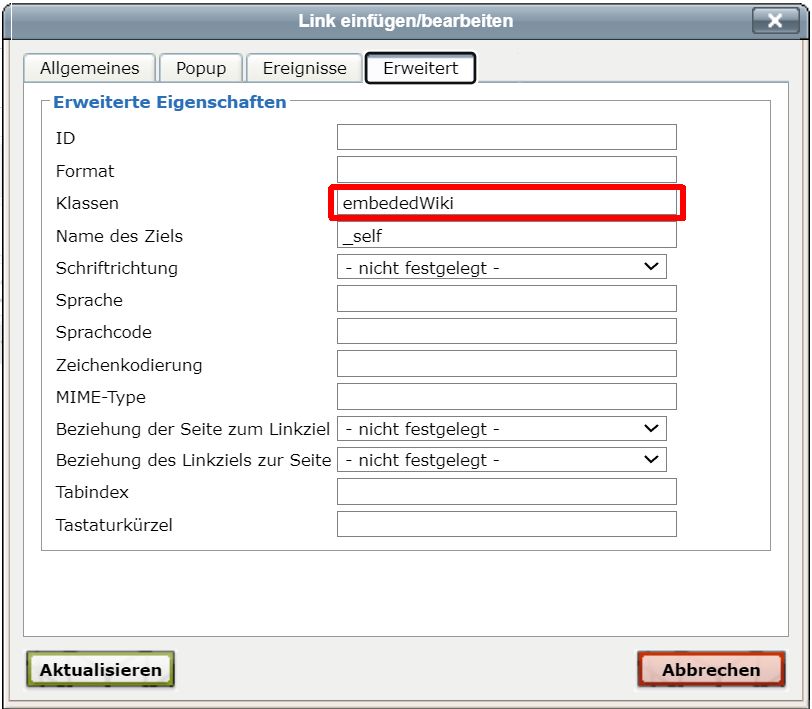 Link einfügen/bearbeiten
Allgemeines Popup Ereignisse Erweitert
Erweiterte Eigenschaften
ID
Format
Klassen embededWiki
Name des Ziels _self
Schriftrichtung - nicht festgelegt -
Sprache
Sprachcode
Zeichenkodierung
MIME-Type
Beziehung der Seite zum Linkziel - nicht festgelegt -
Beziehung des Linkziels zur Seite - nicht festgelegt -
Tabindex
Tastaturkürzel
Aktualisieren Abbrechen